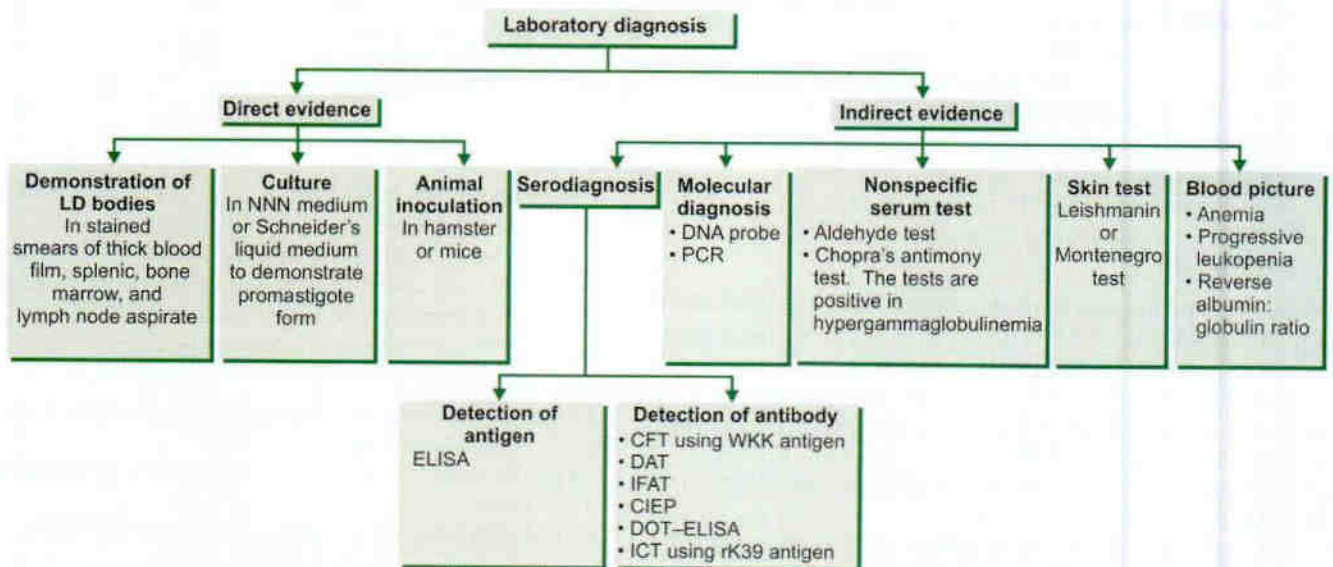 Laboratory diagnosis
Direct evidence
Indirect evidence
Demonstration of
LD bodies
In stained
smears of thick blood
film, splenic, bone
marrow, and
lymph node aspirate
Culture
In NNN medium
or Schneider's
liquid medium
to demonstrate
promastigote
form
Animal
inoculation
In hamster
or mice
Serodiagnosis
Molecular
diagnosis
• DNA probe
• PCR
Nonspecific
serum test
• Aldehyde test
• Chopra's antimony
test. The tests are
positive in
hypergammaglobulinemia
Skin test
Leishmanin
or
Montenegro
test
Blood picture
• Anemia
• Progressive
leukopenia
• Reverse
albumin:
globulin ratio
Detection of
antigen
ELISA
Detection of antibody
• CFT using WKK antigen
• DAT
• IFAT
• CIEP
• DOT–ELISA
• ICT using rK39 antigen